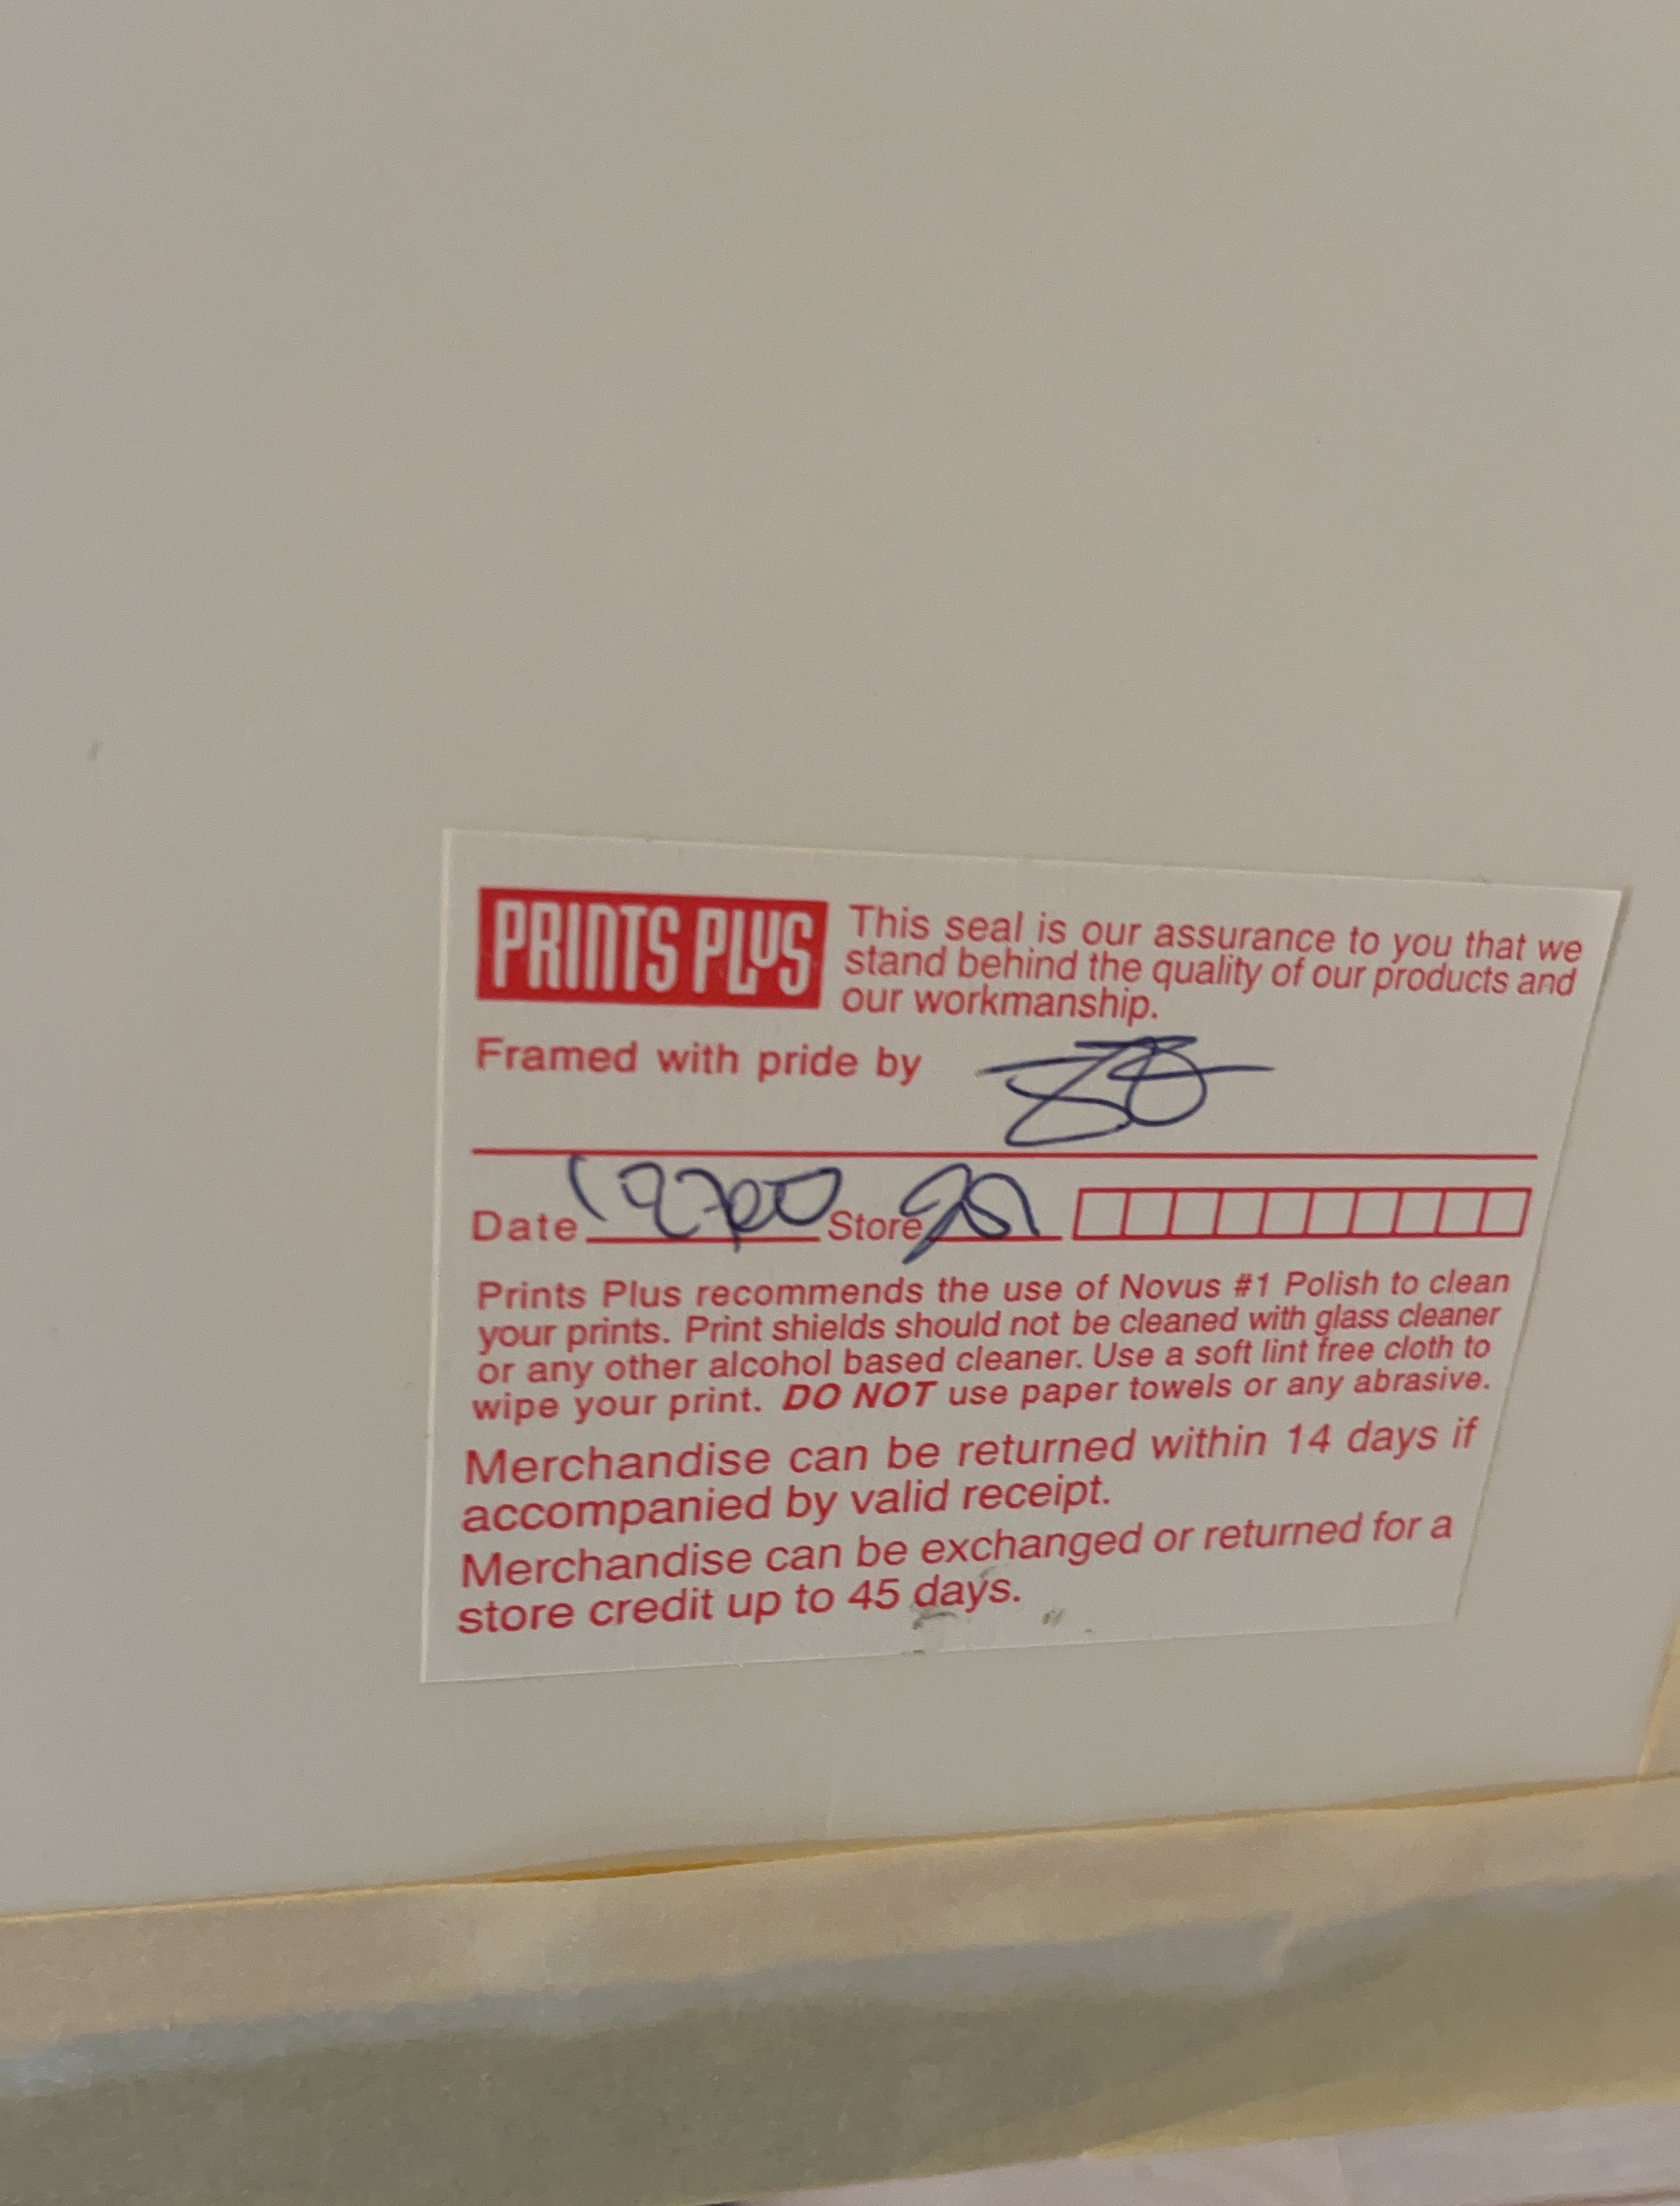 PRINTS PLUS
This seal is our assurance to you that we
stand behind the quality of our products and
our workmanship.
Framed with pride by
Date Store
Prints Plus recommends the use of Novus #1 Polish to clean
your prints. Print shields should not be cleaned with glass cleaner
or any other alcohol based cleaner. Use a soft lint free cloth to
wipe your print. DO NOT use paper towels or any abrasive.
Merchandise can be returned within 14 days if
accompanied by valid receipt.
Merchandise can be exchanged or returned for a
store credit up to 45 days.